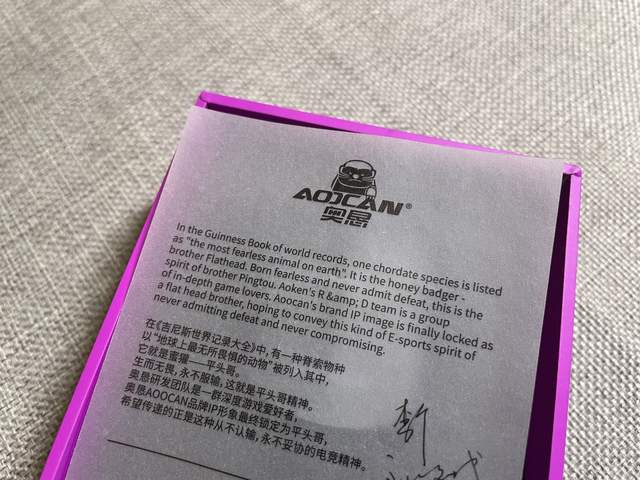 AOOCAN®
奥恳
In the Guinness Book of world records, one chordate species is listed
as "the most fearless animal on earth". It is the honey badger -
brother Flathead. Born fearless and never admit defeat, this is the
spirit of brother Pingtou. Aoken's R &amp; D team is a group
of in-depth game lovers. Aoocan's brand IP image is finally locked as
a flat head brother, hoping to convey this kind of E-sports spirit of
never admitting defeat and never compromising.
在《吉尼斯世界记录大全》中,有一种脊索物种
以“地球上最无所畏惧的动物”被列入其中,
它就是蜜獾——平头哥。
生而无畏,永不服输,这就是平头哥精神。
奥恳研发团队是一群深度游戏爱好者,
奥恳AOOCAN品牌IP形象最终锁定为平头哥,
希望传递的正是这种从不认输,永不妥协的电竞精神。